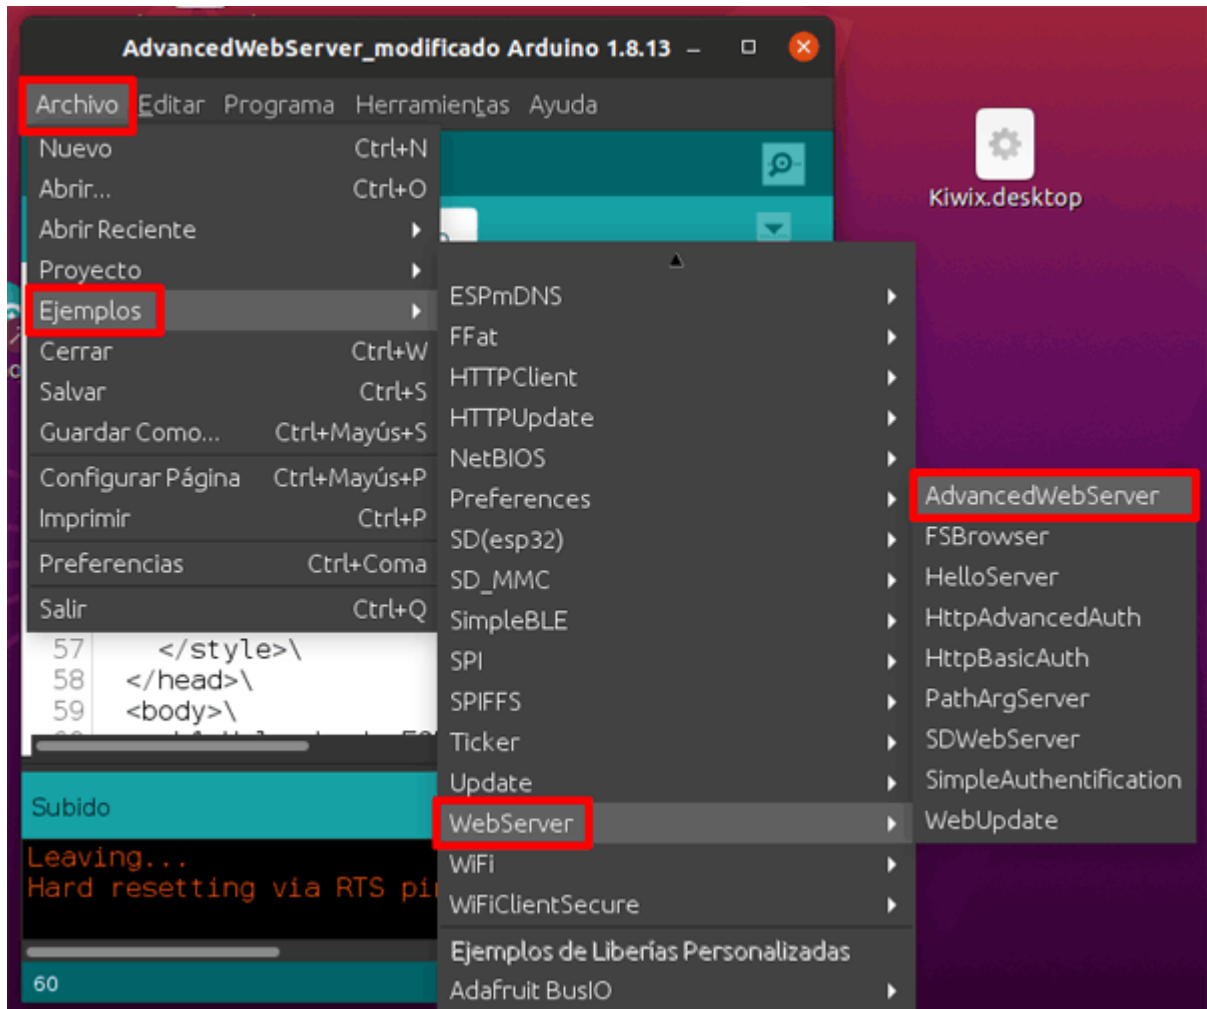 AdvancedWebServer_modificado Arduino 1.8.13
Archivo Editar Programa Herramientas Ayuda
Nuevo Ctrl+N
Abrir... Ctrl+O
Abrir Reciente
Proyecto
Ejemplos
Cerrar Ctrl+W
Salvar Ctrl+S
Guardar Como... Ctrl+Mayús+S
Configurar Página Ctrl+Mayús+P
Imprimir Ctrl+P
Preferencias Ctrl+Coma
Salir Ctrl+Q
57 </style>\
58 </head>\
59 <body>\
Subido
Leaving...
Hard resetting via RTS
60
ESPmDNS
FFat
HTTPClient
HTTPUpdate
NetBIOS
Preferences
SD(esp32)
SD_MMC
SimpleBLE
SPI
SPIFFS
Ticker
Update
WebServer
WiFi
WiFiClientSecure
Ejemplos de Liberías Personalizadas
Adafruit BusIO
AdvancedWebServer
FSBrowser
HelloServer
HttpAdvancedAuth
HttpBasicAuth
PathArgServer
SDWebServer
SimpleAuthentification
WebUpdate
Kiwix.desktop